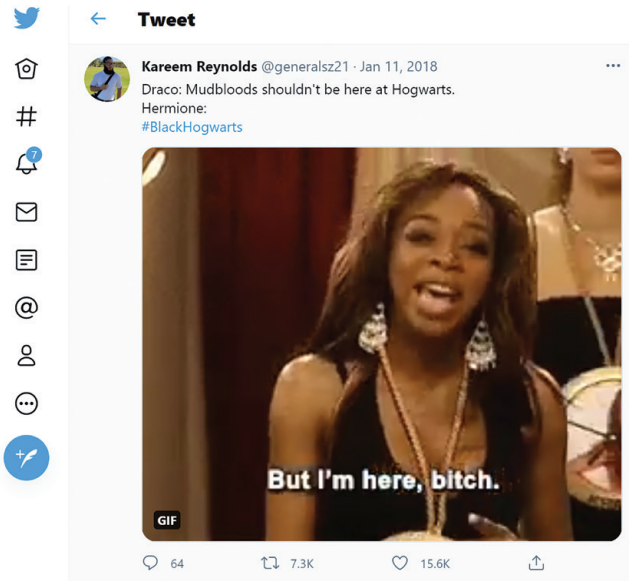 Tweet
7
Kareem Reynolds @generalsz21 · Jan 11, 2018
Draco: Mudbloods shouldn't be here at Hogwarts.
Hermione:
#BlackHogwarts
But I'm here, bitch.
GIF
64 7.3K 15.6K